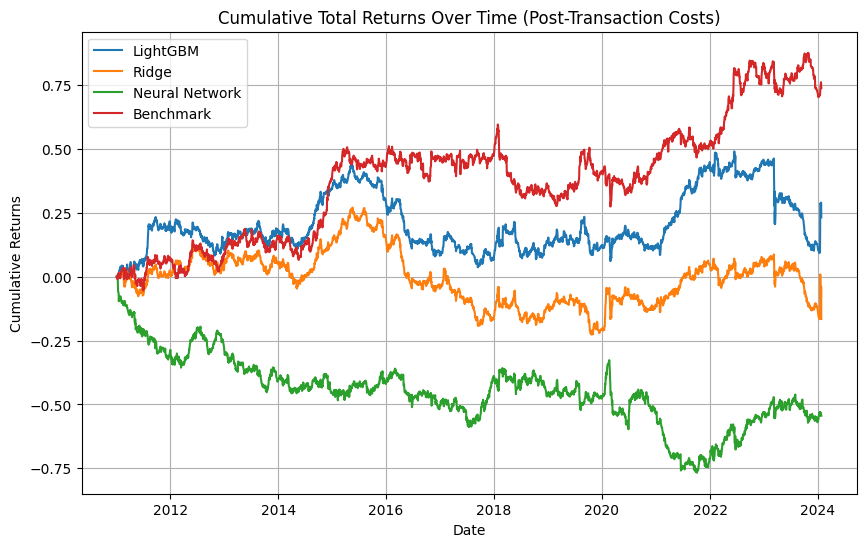 Cumulative Total Returns Over Time (Post-Transaction Costs)
LightGBM
Ridge
Neural Network
Benchmark
Cumulative Returns
0.75
0.50
0.25
0.00
−0.25
−0.50
−0.75
2012 2014 2016 2018 2020 2022 2024
Date